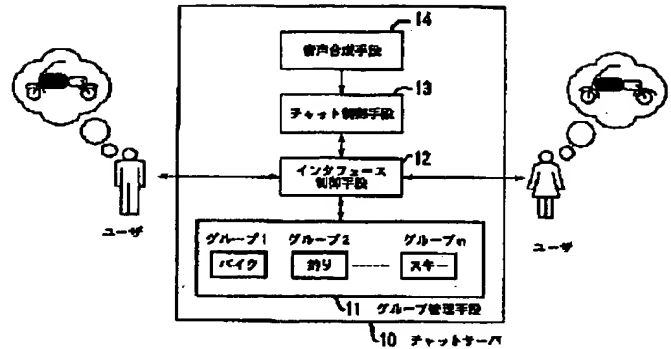 14
音声合成手段
13
チャット制御手段
12
インタフェース
制御手段
ユーザ
ユーザ
グループ1 グループ2 グループm
バイク 釣り スキー
11 グループ管理手段
10 チャットサーバ